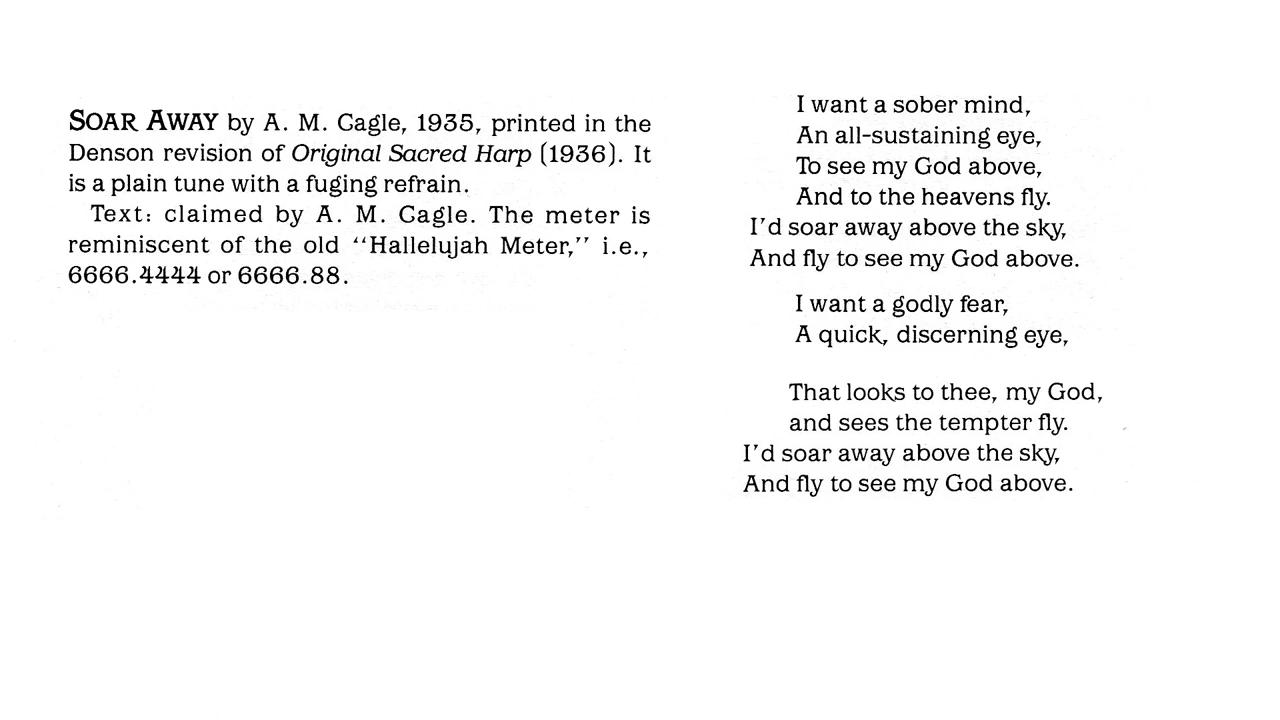 SOAR AWAY by A. M. Cagle, 1935, printed in the
Denson revision of Original Sacred Harp (1936). It
is a plain tune with a fuging refrain.
Text: claimed by A. M. Cagle. The meter is
reminiscent of the old “Hallelujah Meter,” i.e.,
6666.4444 or 6666.88.
I want a sober mind,
An all-sustaining eye,
To see my God above,
And to the heavens fly.
I’d soar away above the sky,
And fly to see my God above.
I want a godly fear,
A quick, discerning eye,
That looks to thee, my God,
and sees the tempter fly.
I’d soar away above the sky,
And fly to see my God above.